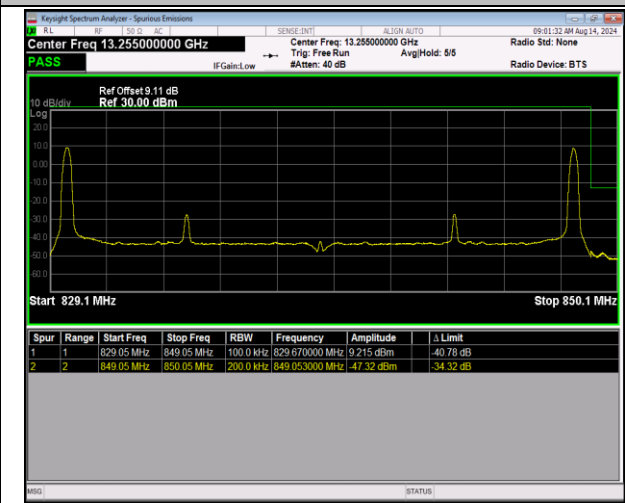 Keysight Spectrum Analyzer - Spurious Emissions
RL RF 50 Ω AC SENSE:INT ALIGN AUTO 09:01:32 AM Aug 14, 2024
Center Freq 13.255000000 GHz Center Freq: 13.255000000 GHz Radio Std: None
Trig: Free Run Avg|Hold: 5/5
PASS IFGain:Low #Atten: 40 dB Radio Device: BTS
Ref Offset 9.11 dB
10 dB/div Ref 30.00 dBm
Log
20.0
10.0
0.00
-10.0
-20.0
-30.0
-40.0
-50.0
-60.0
Start 829.1 MHz Stop 850.1 MHz
Spur Range Start Freq Stop Freq RBW Frequency Amplitude Δ Limit
1 1 829.05 MHz 849.05 MHz 100.0 kHz 829.670000 MHz 9.215 dBm -40.78 dB
2 2 849.05 MHz 850.05 MHz 200.0 kHz 849.053000 MHz -47.32 dBm -34.32 dB
MSG STATUS